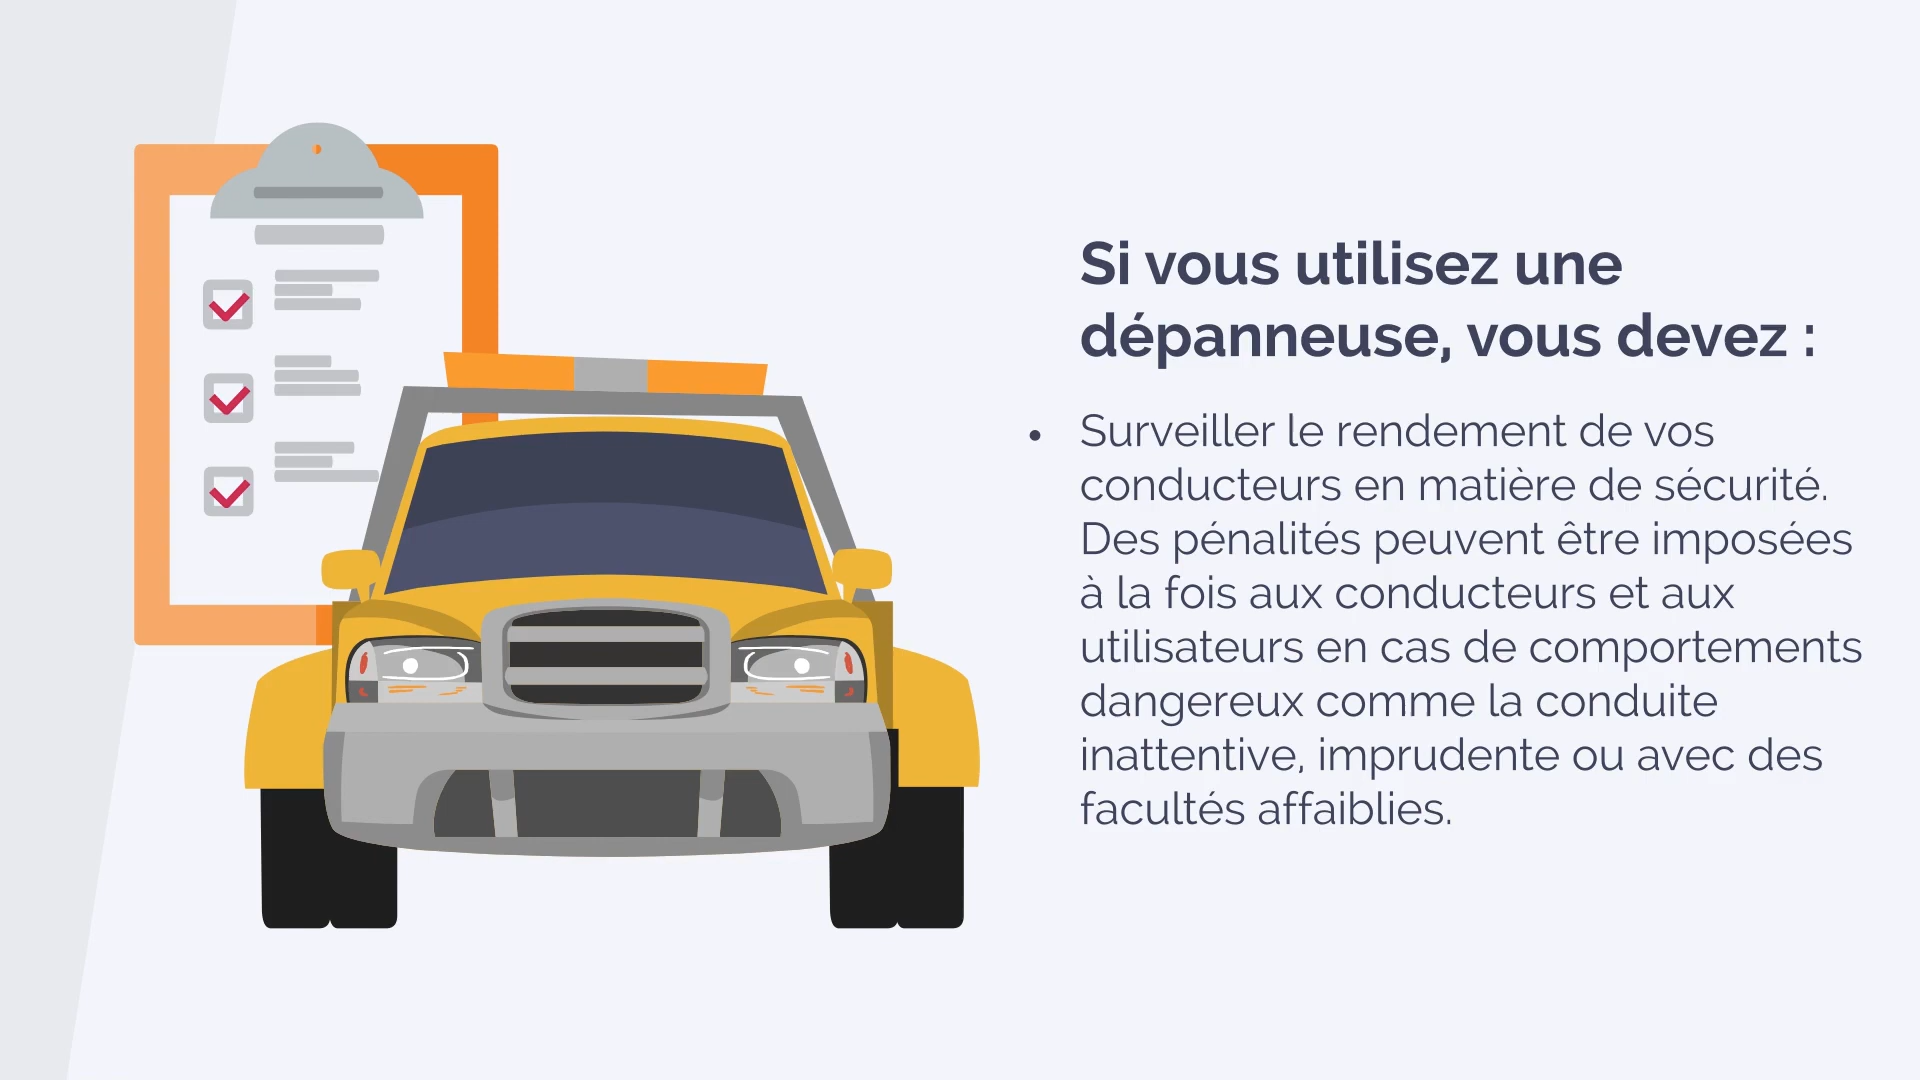 Si vous utilisez une
dépanneuse, vous devez :
• Surveiller le rendement de vos
conducteurs en matière de sécurité.
Des pénalités peuvent être imposées
à la fois aux conducteurs et aux
utilisateurs en cas de comportements
dangereux comme la conduite
inattentive, imprudente ou avec des
facultés affaiblies.